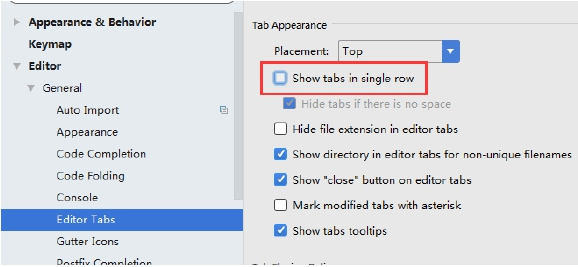 Appearance & Behavior
Keymap
Editor
General
Auto Import
Appearance
Code Completion
Code Folding
Console
Editor Tabs
Gutter Icons
Postfix Completion
Tab Appearance
Placement: Top
Show tabs in single row
Hide tabs if there is no space
Hide file extension in editor tabs
Show directory in editor tabs for non-unique filenames
Show "close" button on editor tabs
Mark modified tabs with asterisk
Show tabs tooltips